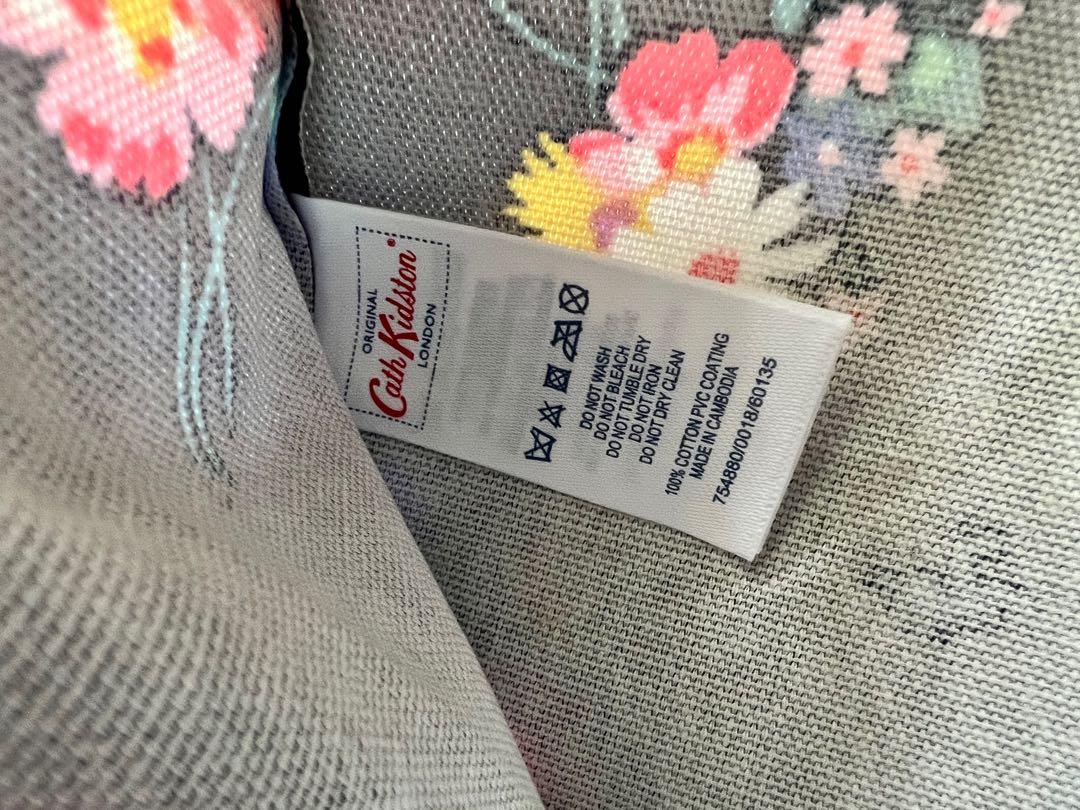 ORIGINAL
Cath Kidston®
LONDON
DO NOT WASH
DO NOT BLEACH
DO NOT TUMBLE DRY
DO NOT IRON
DO NOT DRY CLEAN
100% COTTON PVC COATING
MADE IN CAMBODIA
754880/0018/60135